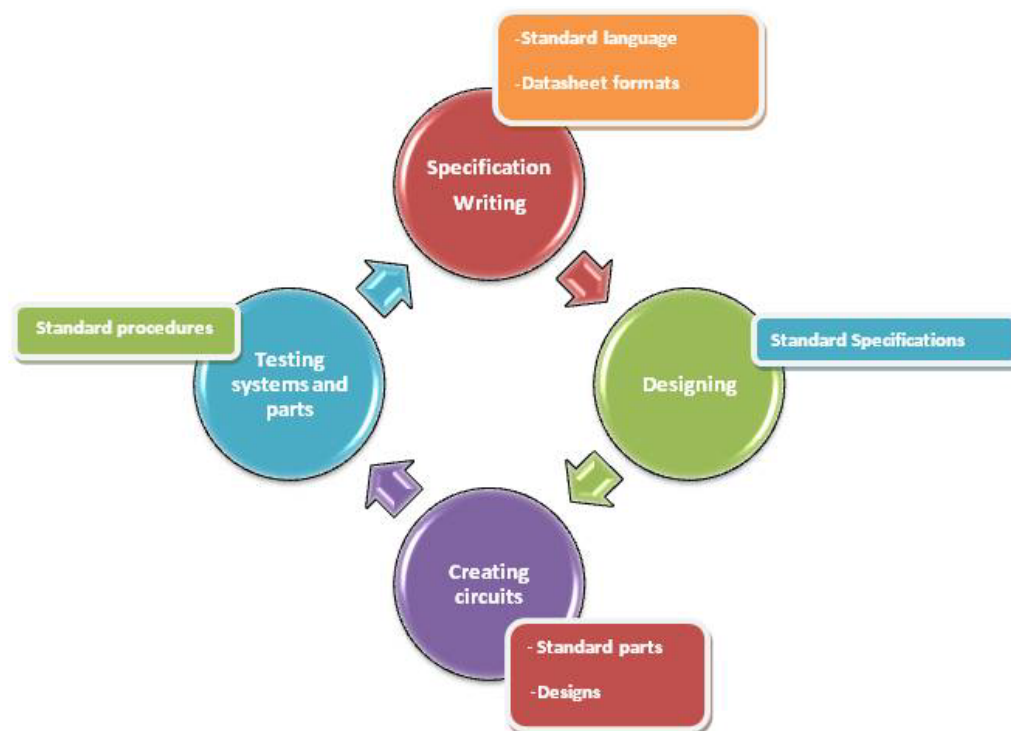 -Standard language
-Datasheet formats
Specification
Writing
Standard procedures
Testing
systems and
parts
Designing
Standard Specifications
Creating
circuits
- Standard parts
-Designs